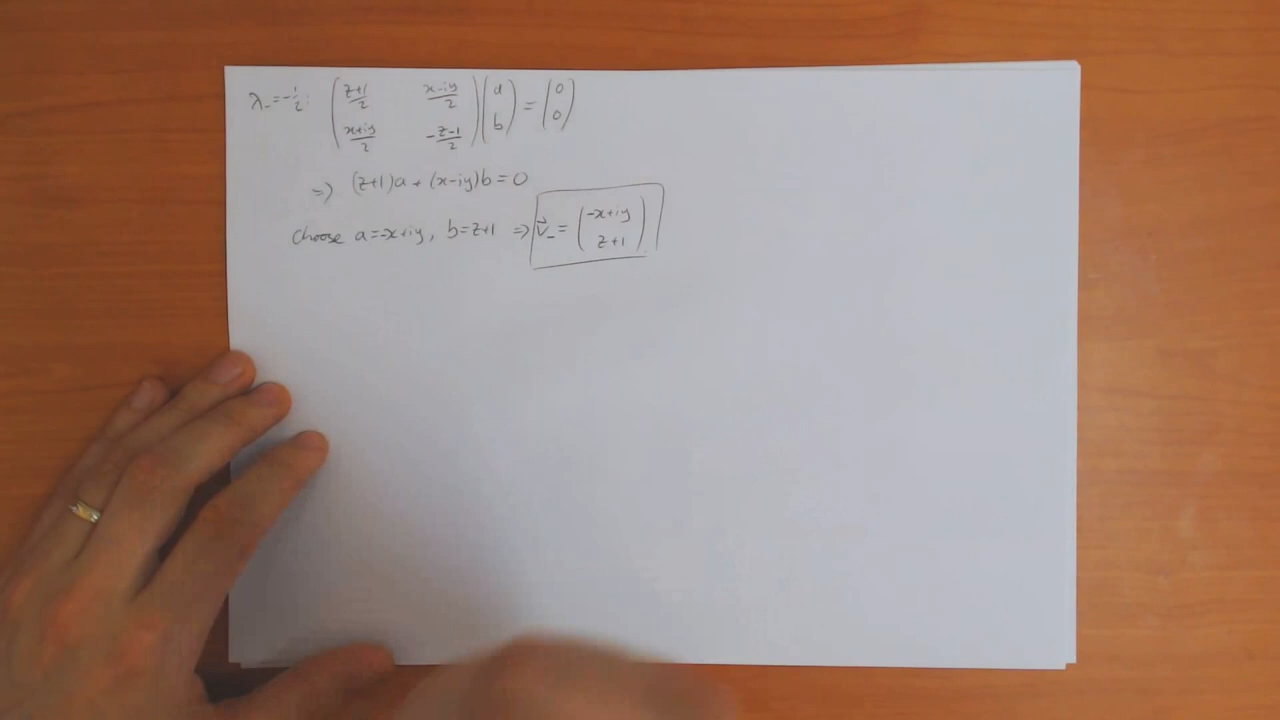 λ₋ = -1/2 : ( (z+1)/2 (x-iy)/2 ; (x+iy)/2 -(z-1)/2 ) ( a ; b ) = ( 0 ; 0 )
=> (z+1)a + (x-iy)b = 0
choose a = -x+iy, b = z+1 => v⃗₋ = ( -x+iy ; z+1 )